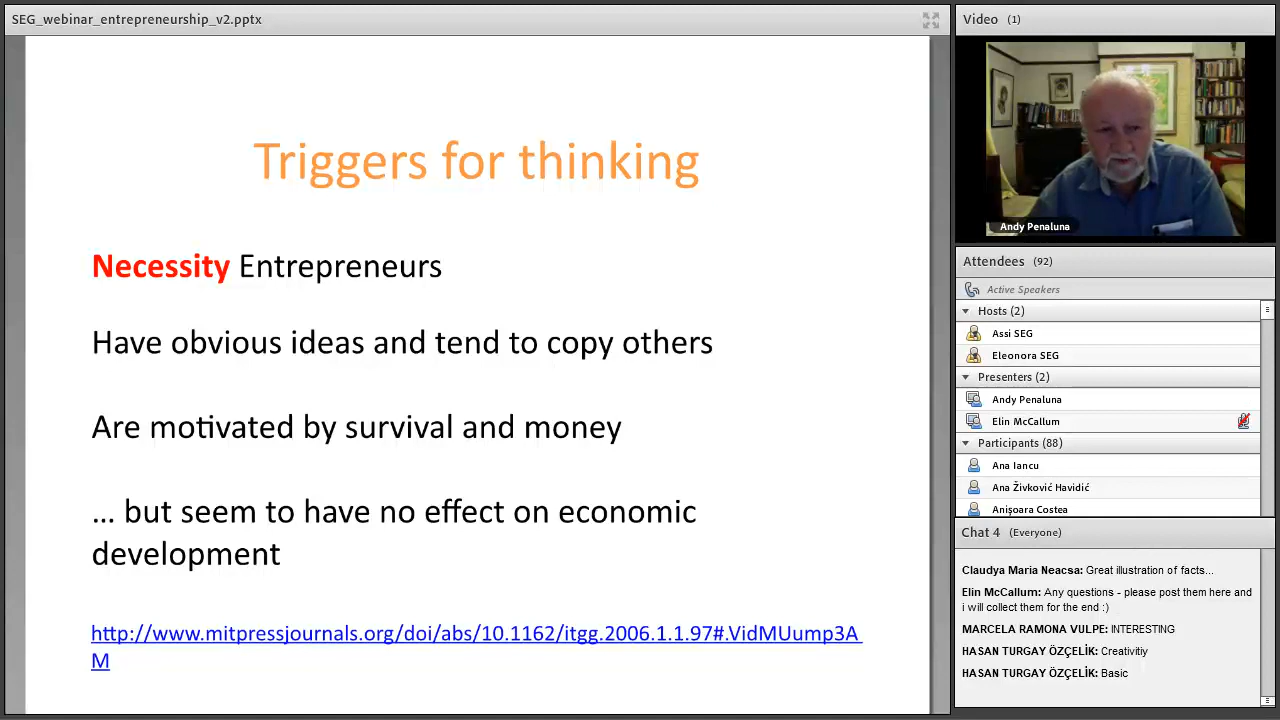 SEG_webinar_entrepreneurship_v2.pptx
Triggers for thinking
Necessity Entrepreneurs
Have obvious ideas and tend to copy others
Are motivated by survival and money
... but seem to have no effect on economic
development
http://www.mitpressjournals.org/doi/abs/10.1162/itgg.2006.1.1.97#.VidMUump3A
M
Video (1)
Andy Penaluna
Attendees (92)
Active Speakers
Hosts (2)
Assi SEG
Eleonora SEG
Presenters (2)
Andy Penaluna
Elin McCallum
Participants (88)
Ana Iancu
Ana Živković Havidić
Anişoara Costea
Chat 4 (Everyone)
Claudya Maria Neacsa: Great illustration of facts...
Elin McCallum: Any questions - please post them here and
i will collect them for the end :)
MARCELA RAMONA VULPE: INTERESTING
HASAN TURGAY ÖZÇELİK: Creativitiy
HASAN TURGAY ÖZÇELİK: Basic